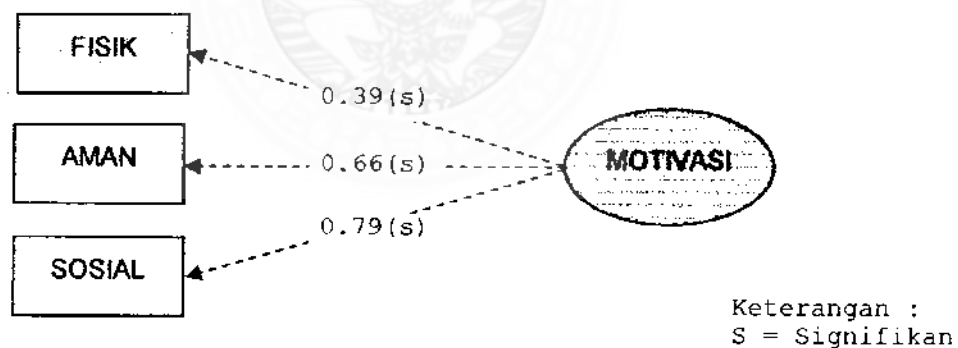 FISIK
0.39(s)
AMAN
0.66(s)
MOTIVASI
0.79(s)
SOSIAL
Keterangan :
S = Signifikan